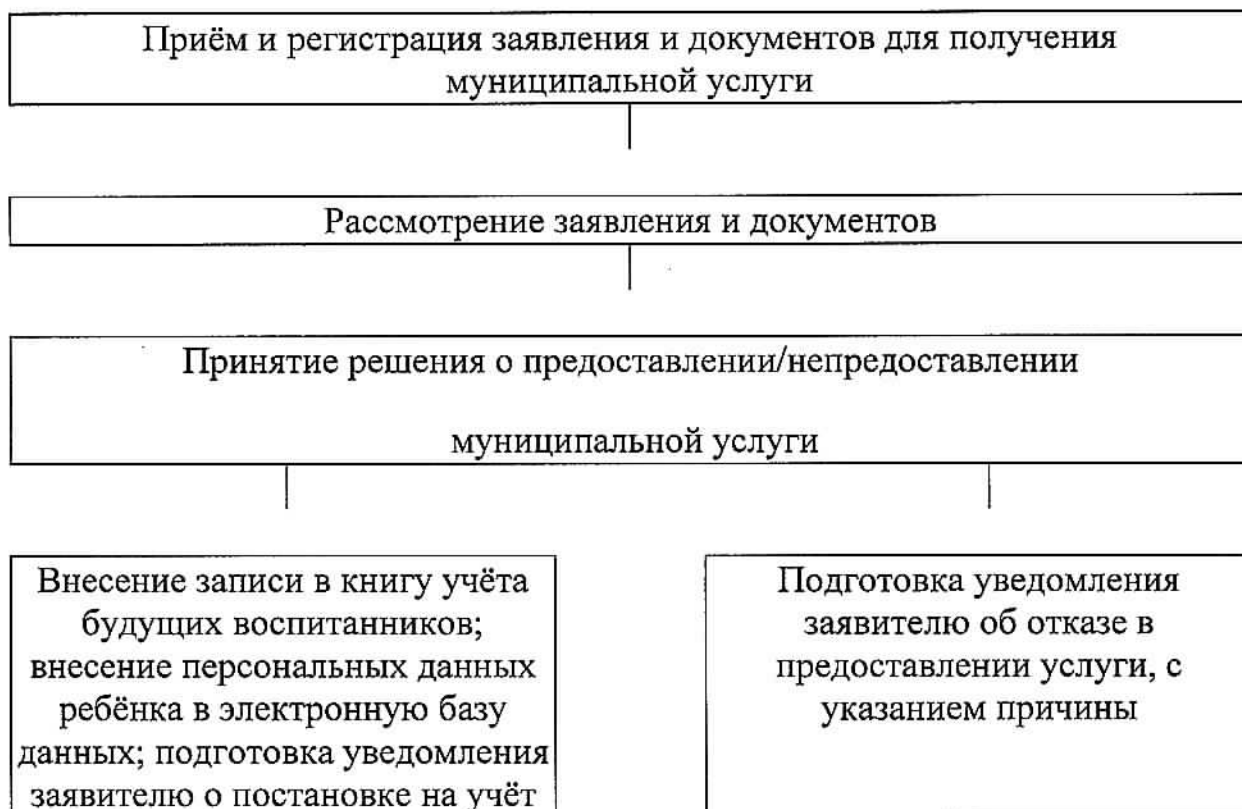 Приём и регистрация заявления и документов для получения
муниципальной услуги
Рассмотрение заявления и документов
Принятие решения о предоставлении/непредоставлении
муниципальной услуги
Внесение записи в книгу учёта
будущих воспитанников;
внесение персональных данных
ребёнка в электронную базу
данных; подготовка уведомления
заявителю о постановке на учёт
Подготовка уведомления
заявителю об отказе в
предоставлении услуги, с
указанием причины